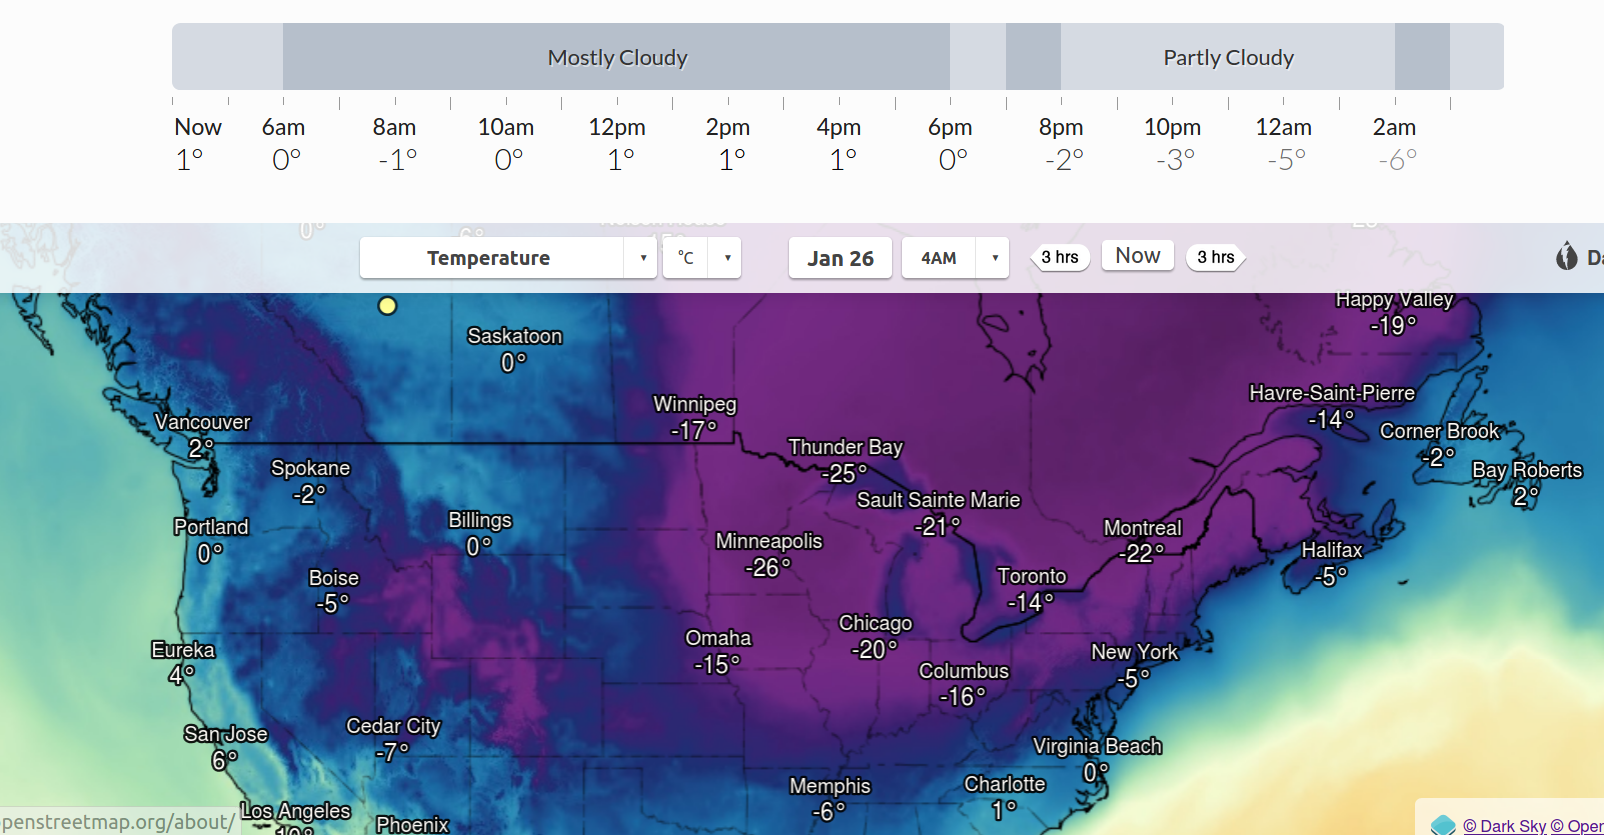 Mostly Cloudy Partly Cloudy
Now 6am 8am 10am 12pm 2pm 4pm 6pm 8pm 10pm 12am 2am
1° 0° -1° 0° 1° 1° 1° 0° -2° -3° -5° -6°
0°
Temperature °C Jan 26 4AM 3 hrs Now 3 hrs
Happy Valley
-19°
Saskatoon
0°
Havre-Saint-Pierre
-14°
Winnipeg
-17°
Vancouver
2°
Corner Brook
-2°
Thunder Bay
-25°
Spokane
-2°
Bay Roberts
2°
Sault Sainte Marie
-21°
Billings
0°
Portland
0°
Montreal
-22°
Minneapolis
-26°
Halifax
-5°
Boise
-5°
Toronto
-14°
Chicago
-20°
Omaha
-15°
Eureka
4°
New York
-5°
Columbus
-16°
Cedar City
-7°
San Jose
6°
Virginia Beach
0°
Memphis
-6°
Charlotte
1°
Los Angeles
Phoenix
penstreetmap.org/about/
© Dark Sky © Open